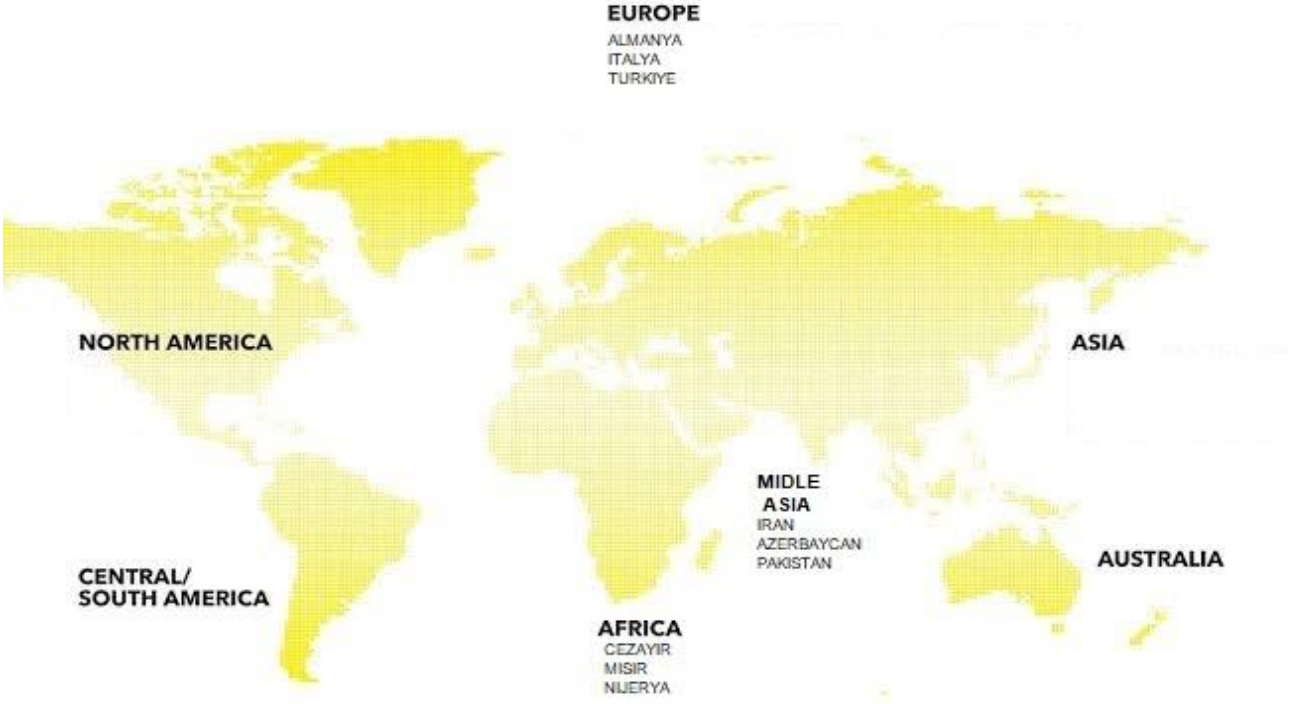 EUROPE
ALMANYA
ITALYA
TURKIYE
NORTH AMERICA
ASIA
MIDLE
ASIA
IRAN
AZERBAYCAN
PAKISTAN
AUSTRALIA
CENTRAL/
SOUTH AMERICA
AFRICA
CEZAYIR
MISIR
NIJERYA